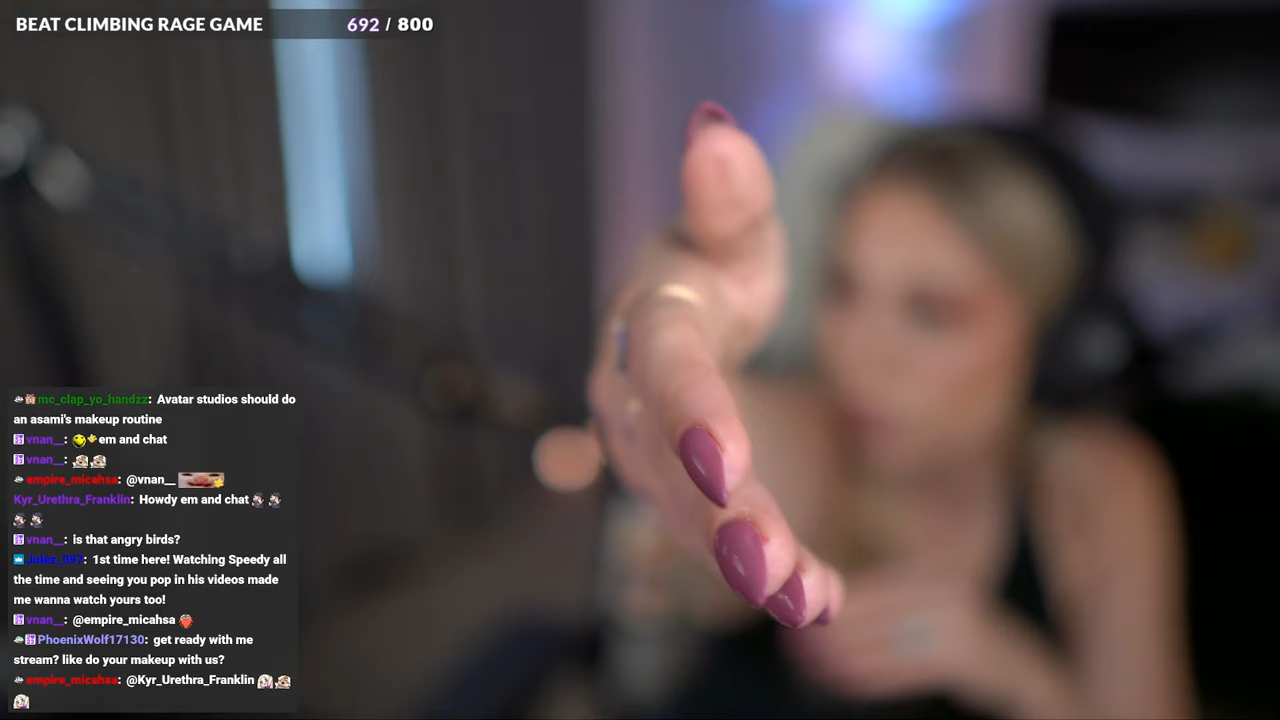 BEAT CLIMBING RAGE GAME 692 / 800
mc_clap_yo_handzz: Avatar studios should do
an asami's makeup routine
vnan__: em and chat
vnan__:
empire_micahsa: @vnan__
Kyr_Urethra_Franklin: Howdy em and chat
vnan__: is that angry birds?
Julez_097: 1st time here! Watching Speedy all
the time and seeing you pop in his videos made
me wanna watch yours too!
vnan__: @empire_micahsa
PhoenixWolf17130: get ready with me
stream? like do your makeup with us?
empire_micahsa: @Kyr_Urethra_Franklin